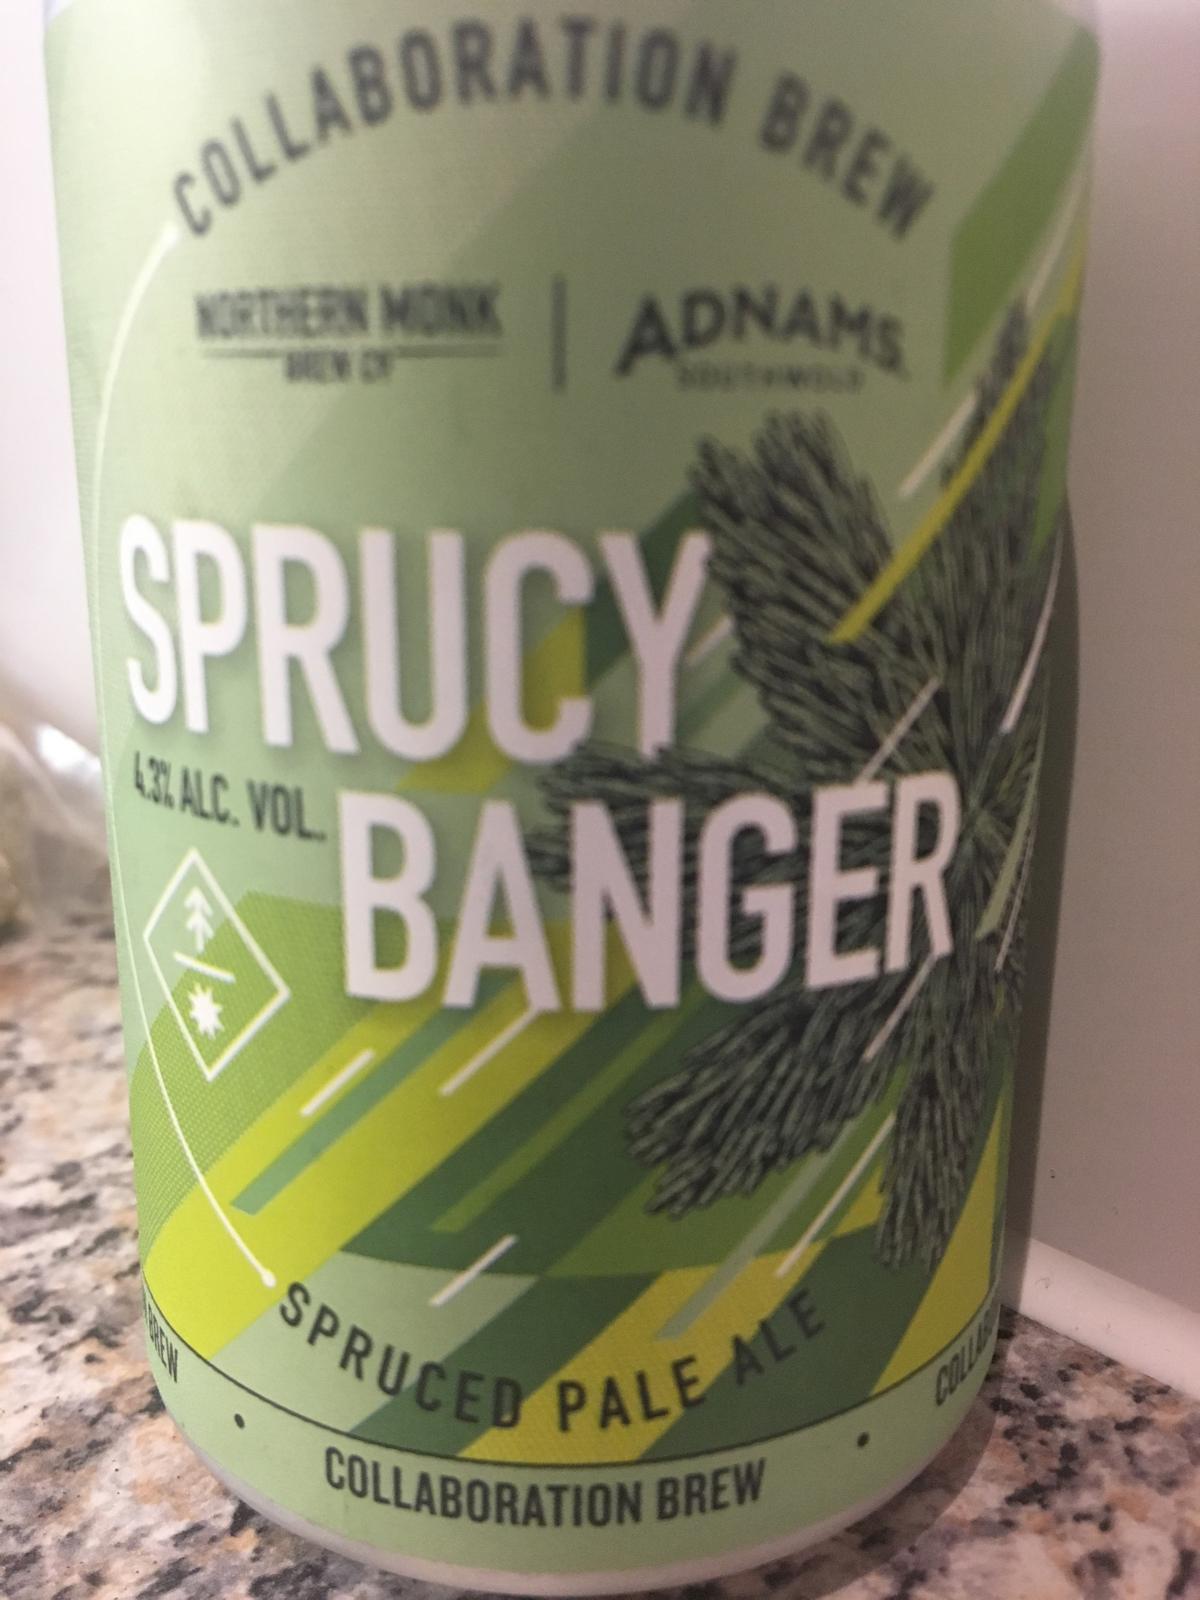 COLLABORATION BREW
NORTHERN MONK
BREW CO
ADNAMS
SOUTHWOLD
SPRUCY
4.3% ALC. VOL.
BANGER
SPRUCED PALE ALE
BREW
COLLABORATION BREW
COLLAB